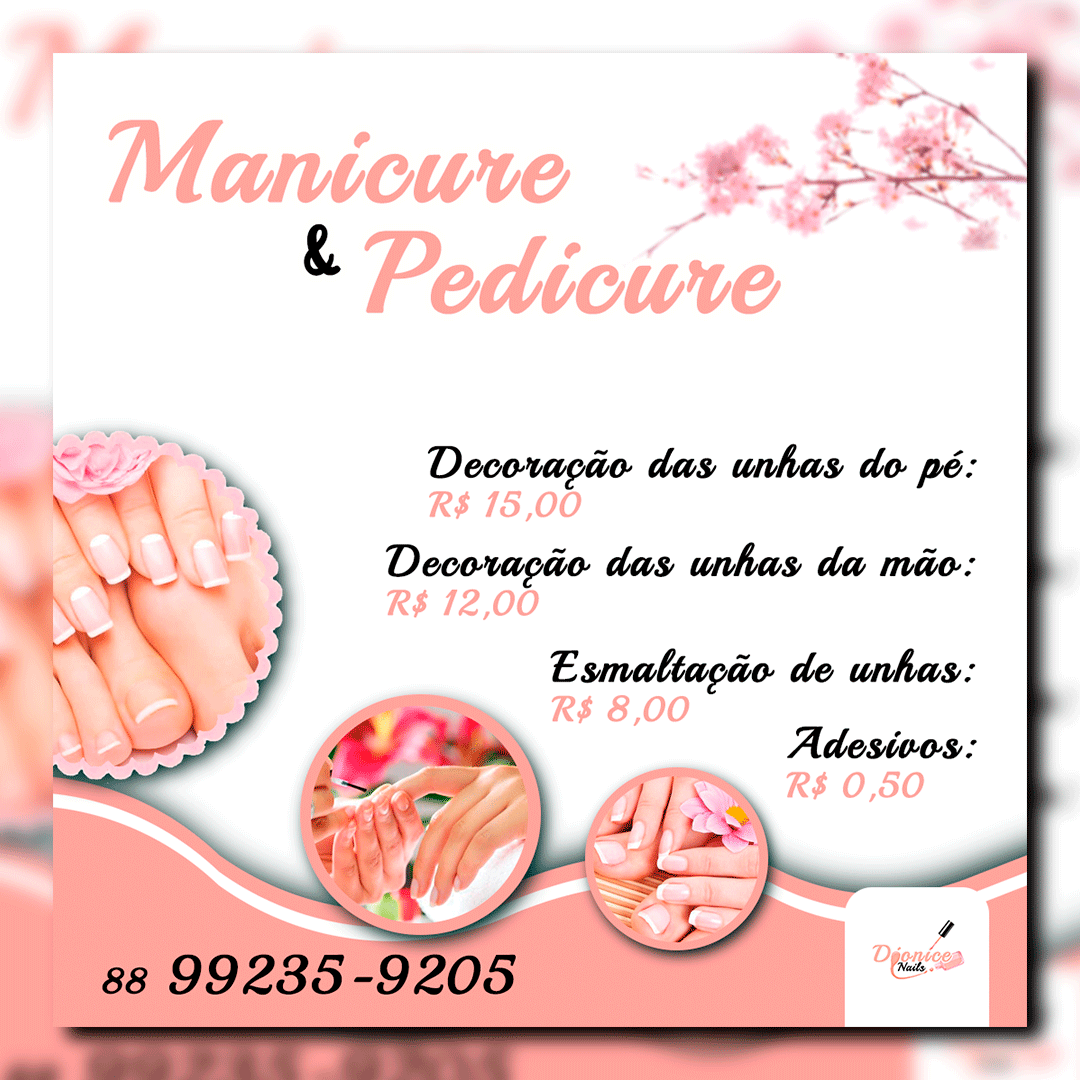 Manicure
& Pedicure
Decoração das unhas do pé:
R$ 15,00
Decoração das unhas da mão:
R$ 12,00
Esmaltação de unhas:
R$ 8,00
Adesivos:
R$ 0,50
88 99235-9205
Dionice
Nails